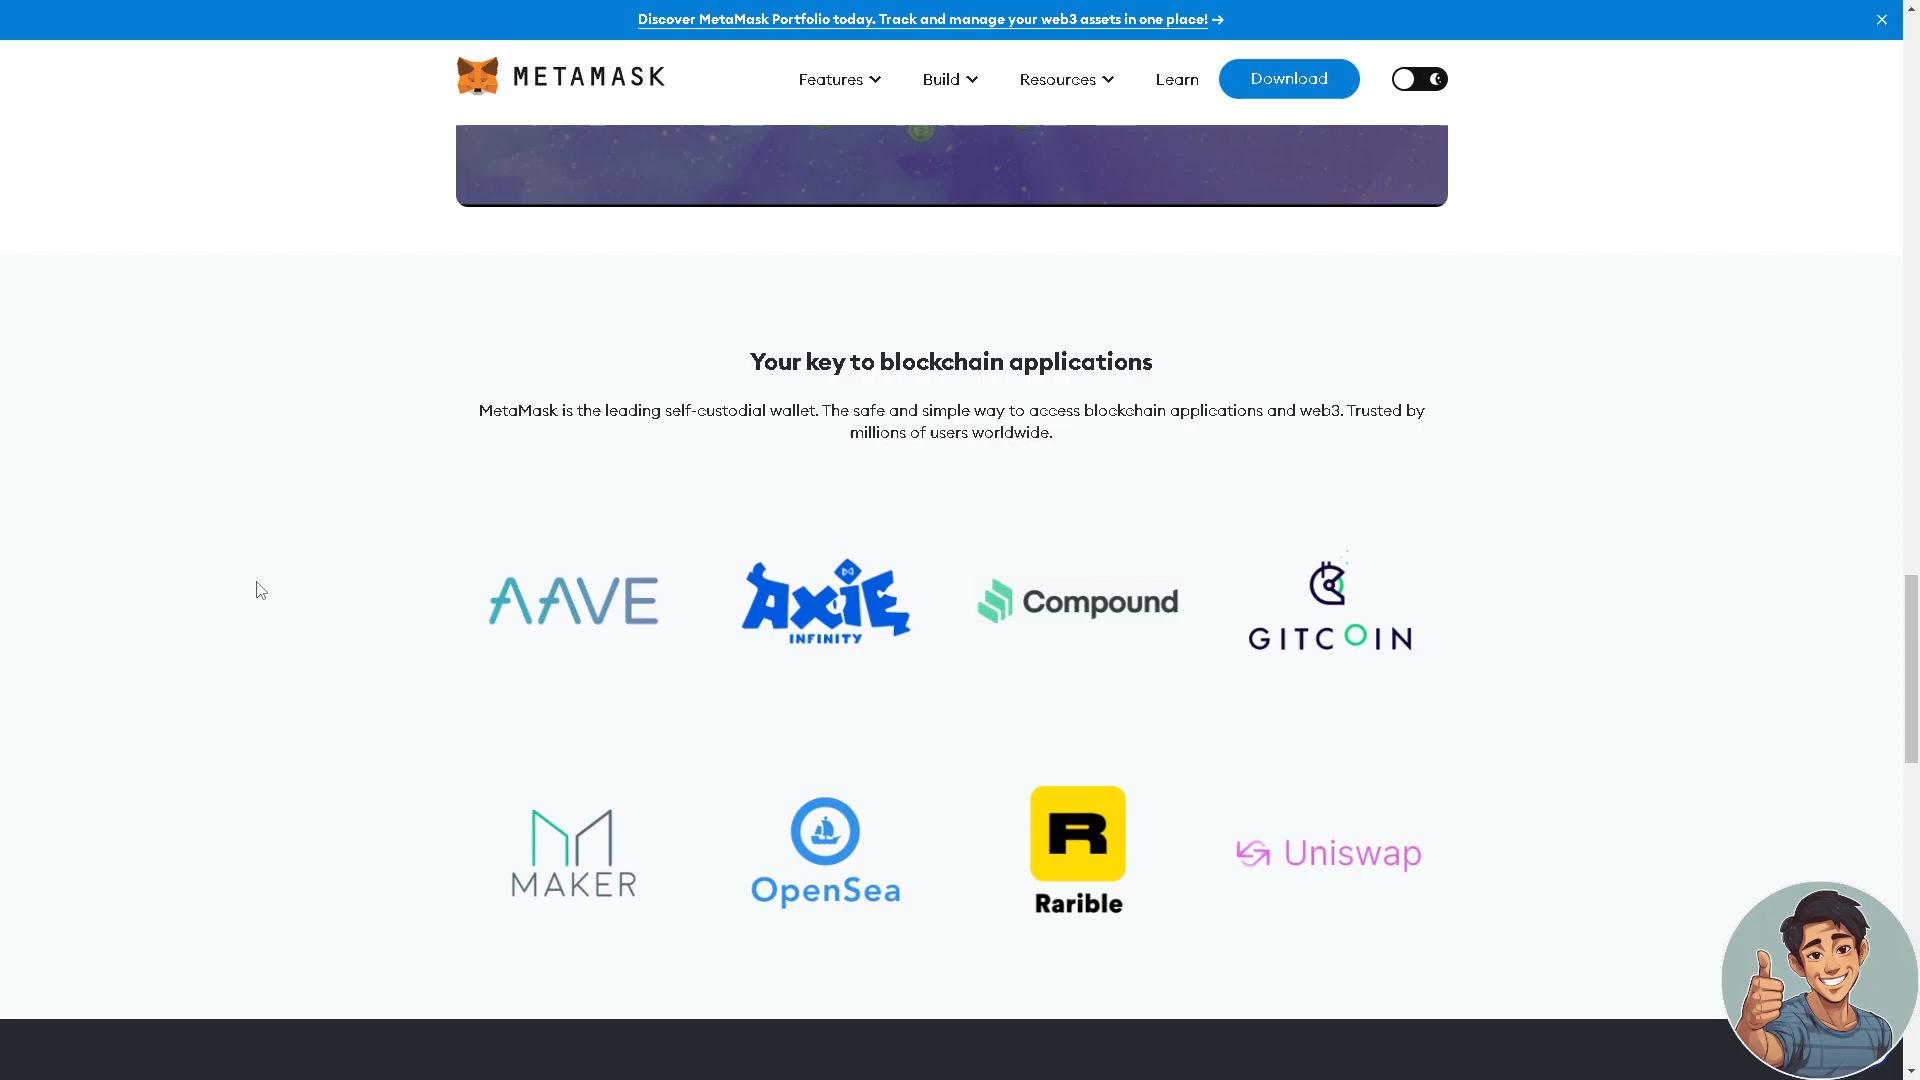 Discover MetaMask Portfolio today. Track and manage your web3 assets in one place! →
METAMASK
Features
Build
Resources
Learn
Download
Your key to blockchain applications
MetaMask is the leading self-custodial wallet. The safe and simple way to access blockchain applications and web3. Trusted by
millions of users worldwide.
AAVE
AXIE
INFINITY
Compound
GITCOIN
MAKER
OpenSea
R
Rarible
Uniswap